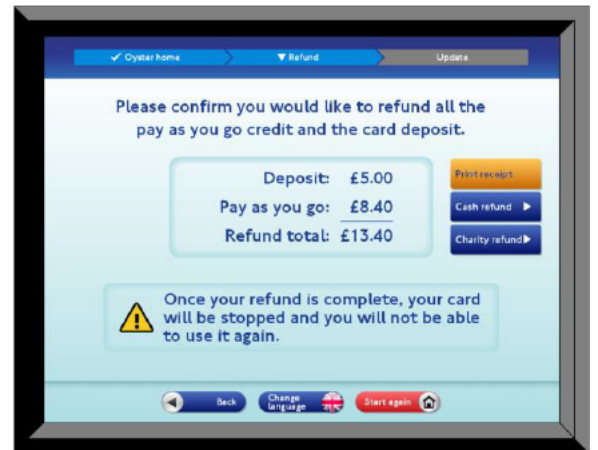 Oyster home
Refund
Update
Please confirm you would like to refund all the
pay as you go credit and the card deposit.
Deposit: £5.00
Pay as you go: £8.40
Refund total: £13.40
Print receipt
Cash refund
Charity refund
Once your refund is complete, your card
will be stopped and you will not be able
to use it again.
Back
Change
language
Start again